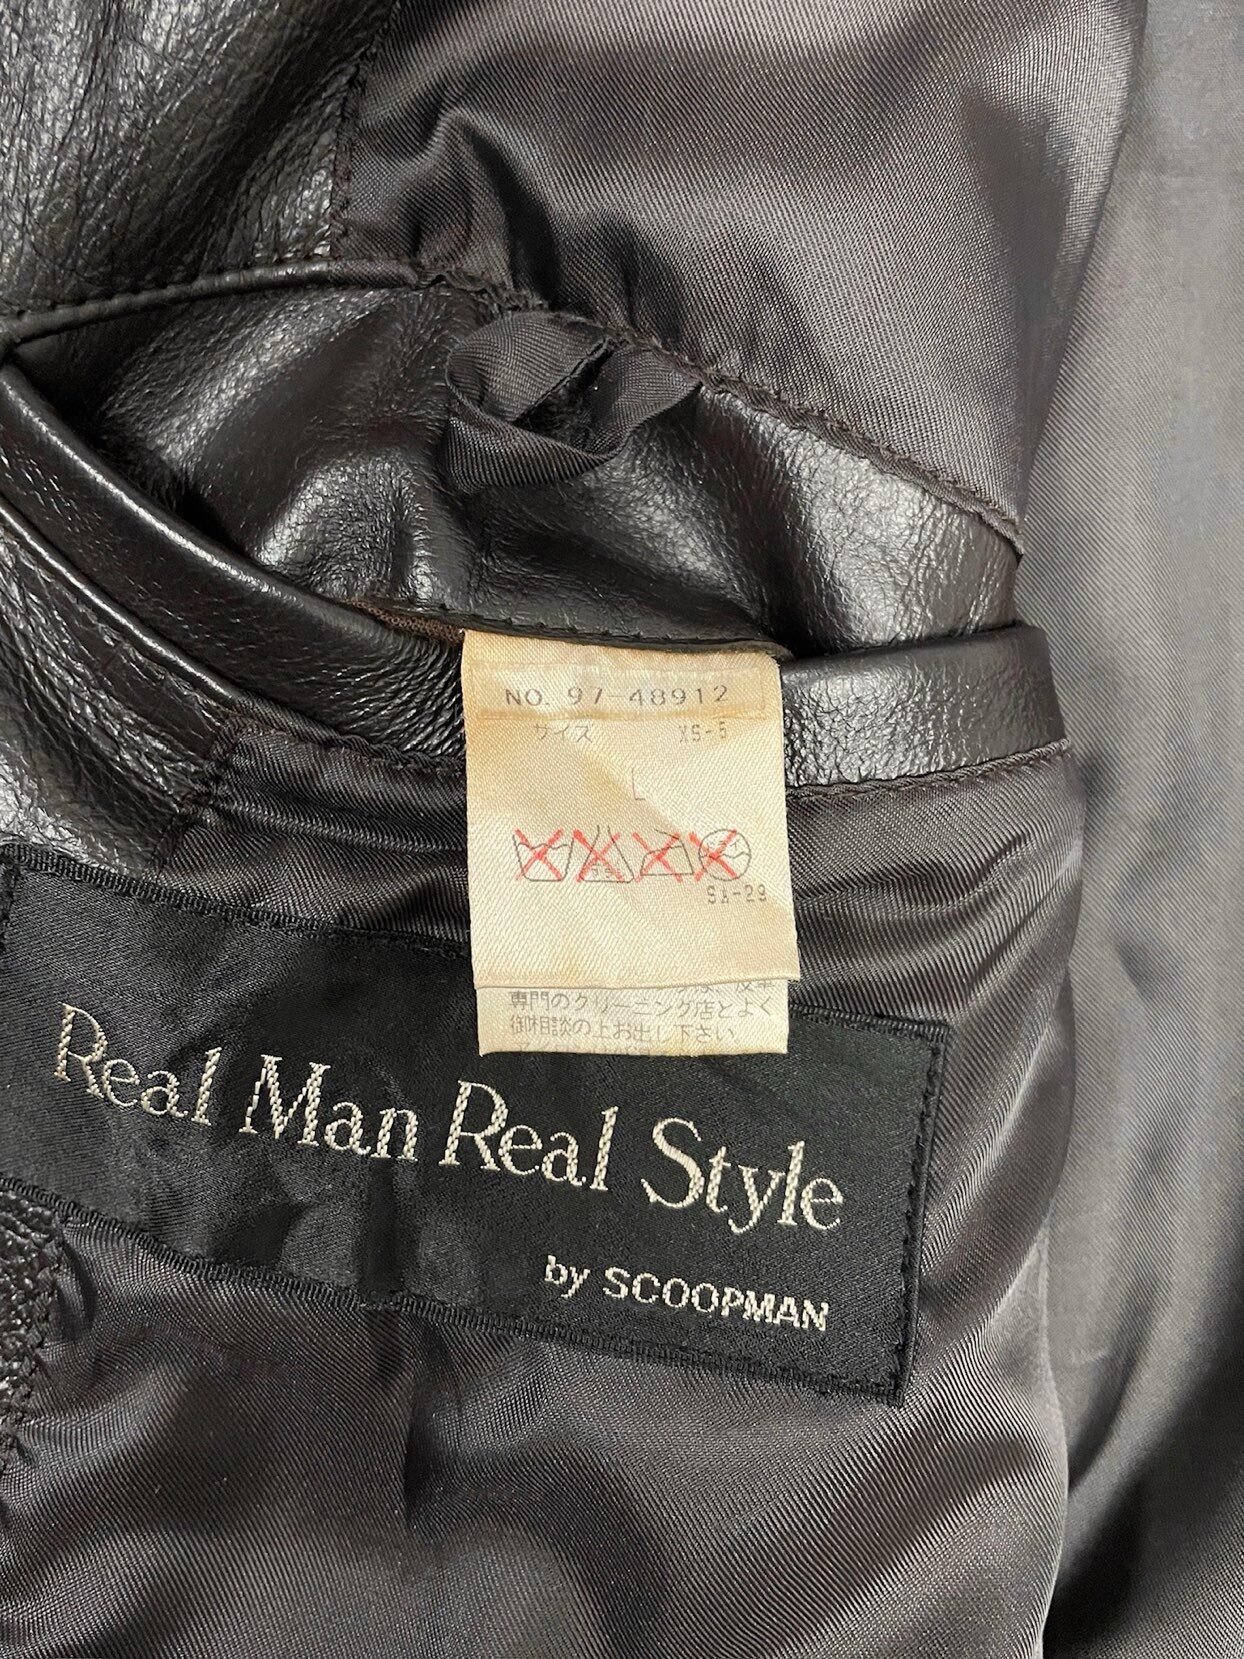 NO. 97-48912
サイズ
L
SX-29
専門のクリーニング店とよく
御相談の上お出し下さい
Real Man Real Style
by SCOOPMAN